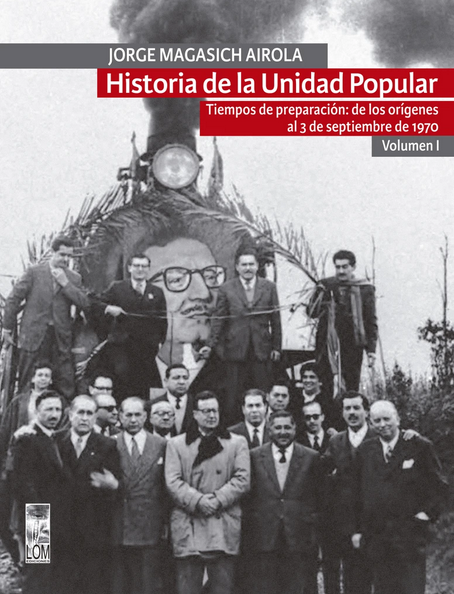 JORGE MAGASICH AIROLA
Historia de la Unidad Popular
Tiempos de preparación: de los orígenes
al 3 de septiembre de 1970
Volumen I
LOM
EDICIONES